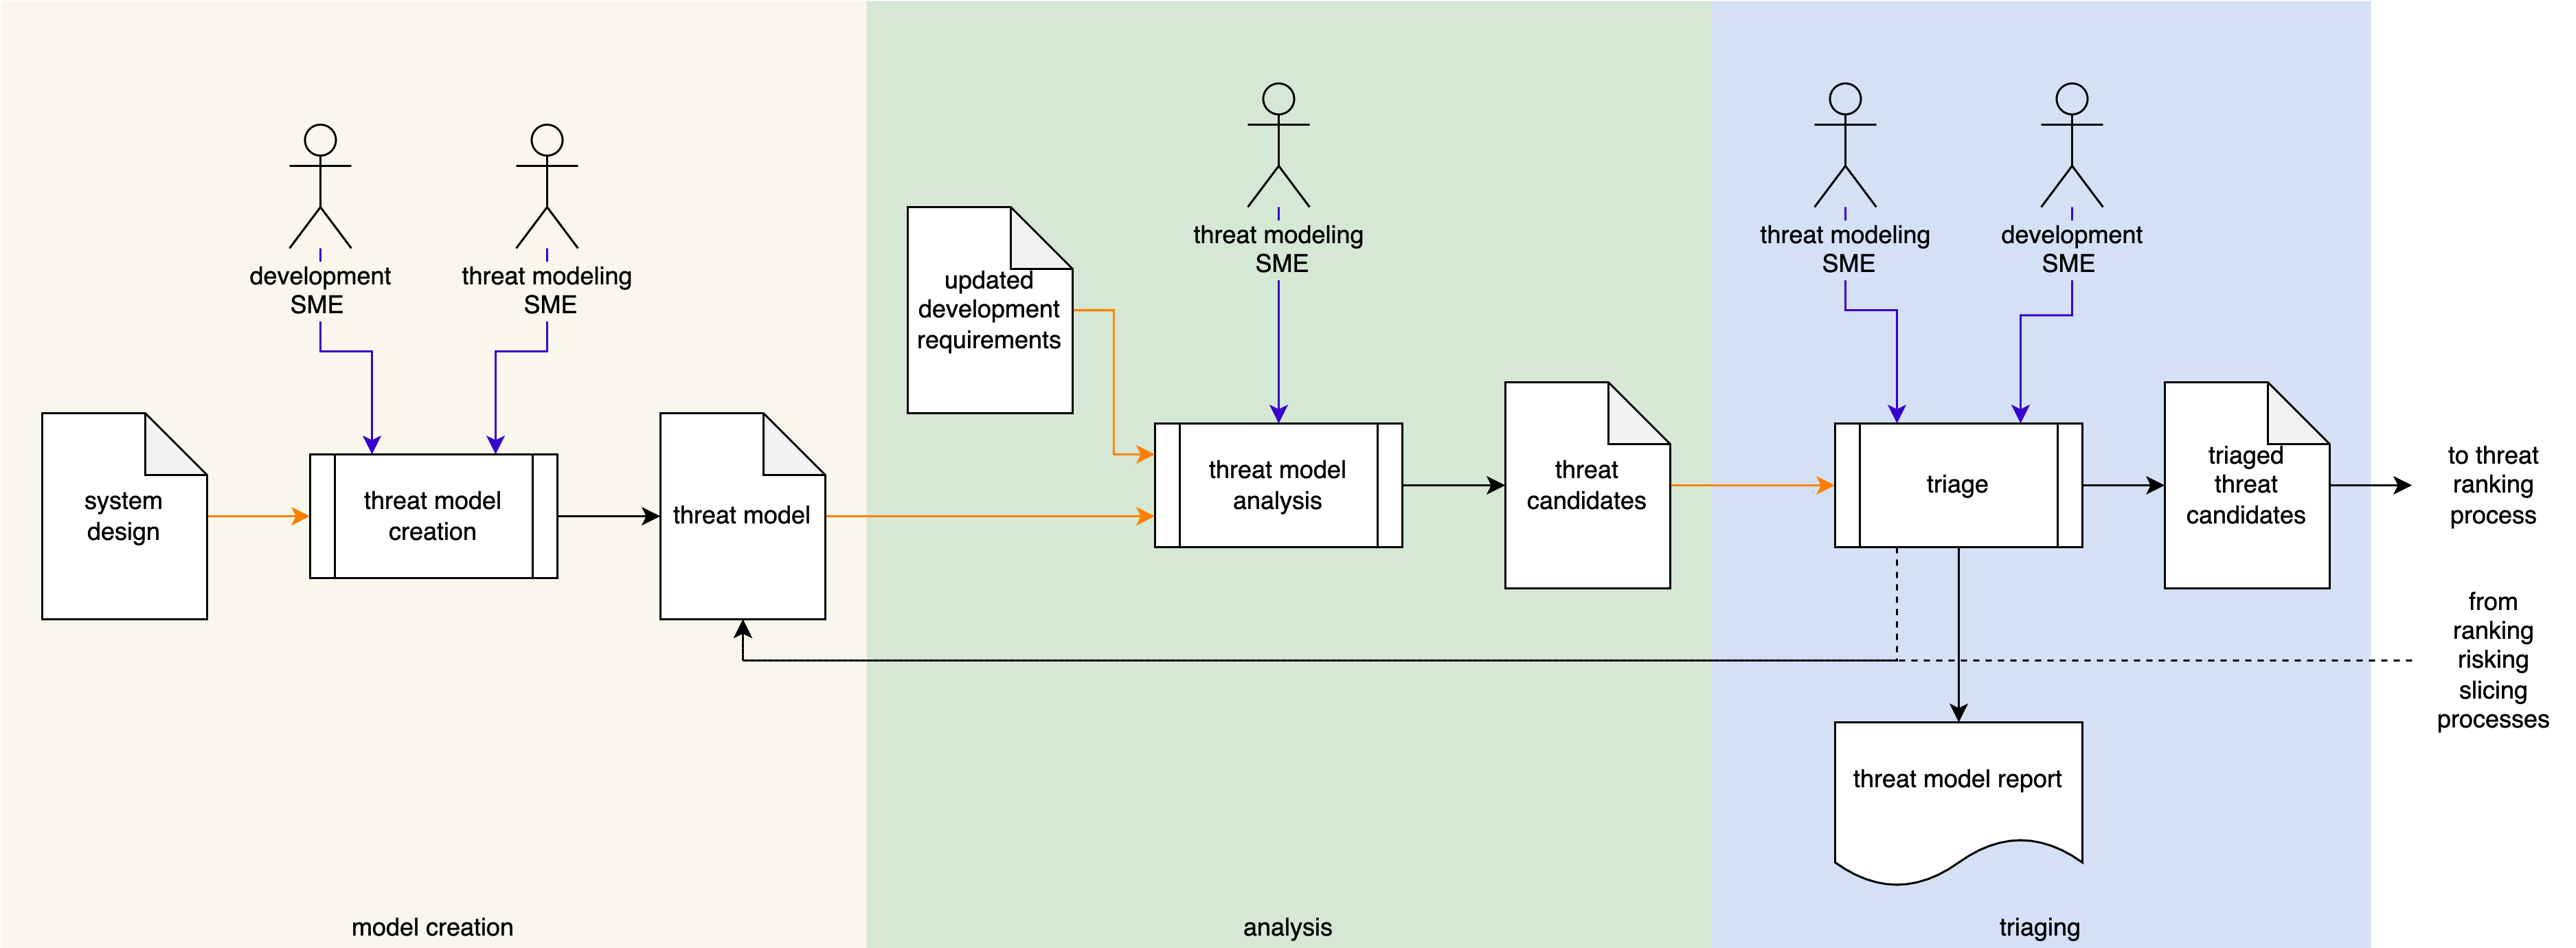 development
SME
threat modeling
SME
system
design
threat model
creation
threat model
model creation
updated
development
requirements
threat modeling
SME
threat model
analysis
threat
candidates
analysis
threat modeling
SME
development
SME
triage
triaged
threat
candidates
threat model report
triaging
to threat
ranking
process
from
ranking
risking
slicing
processes